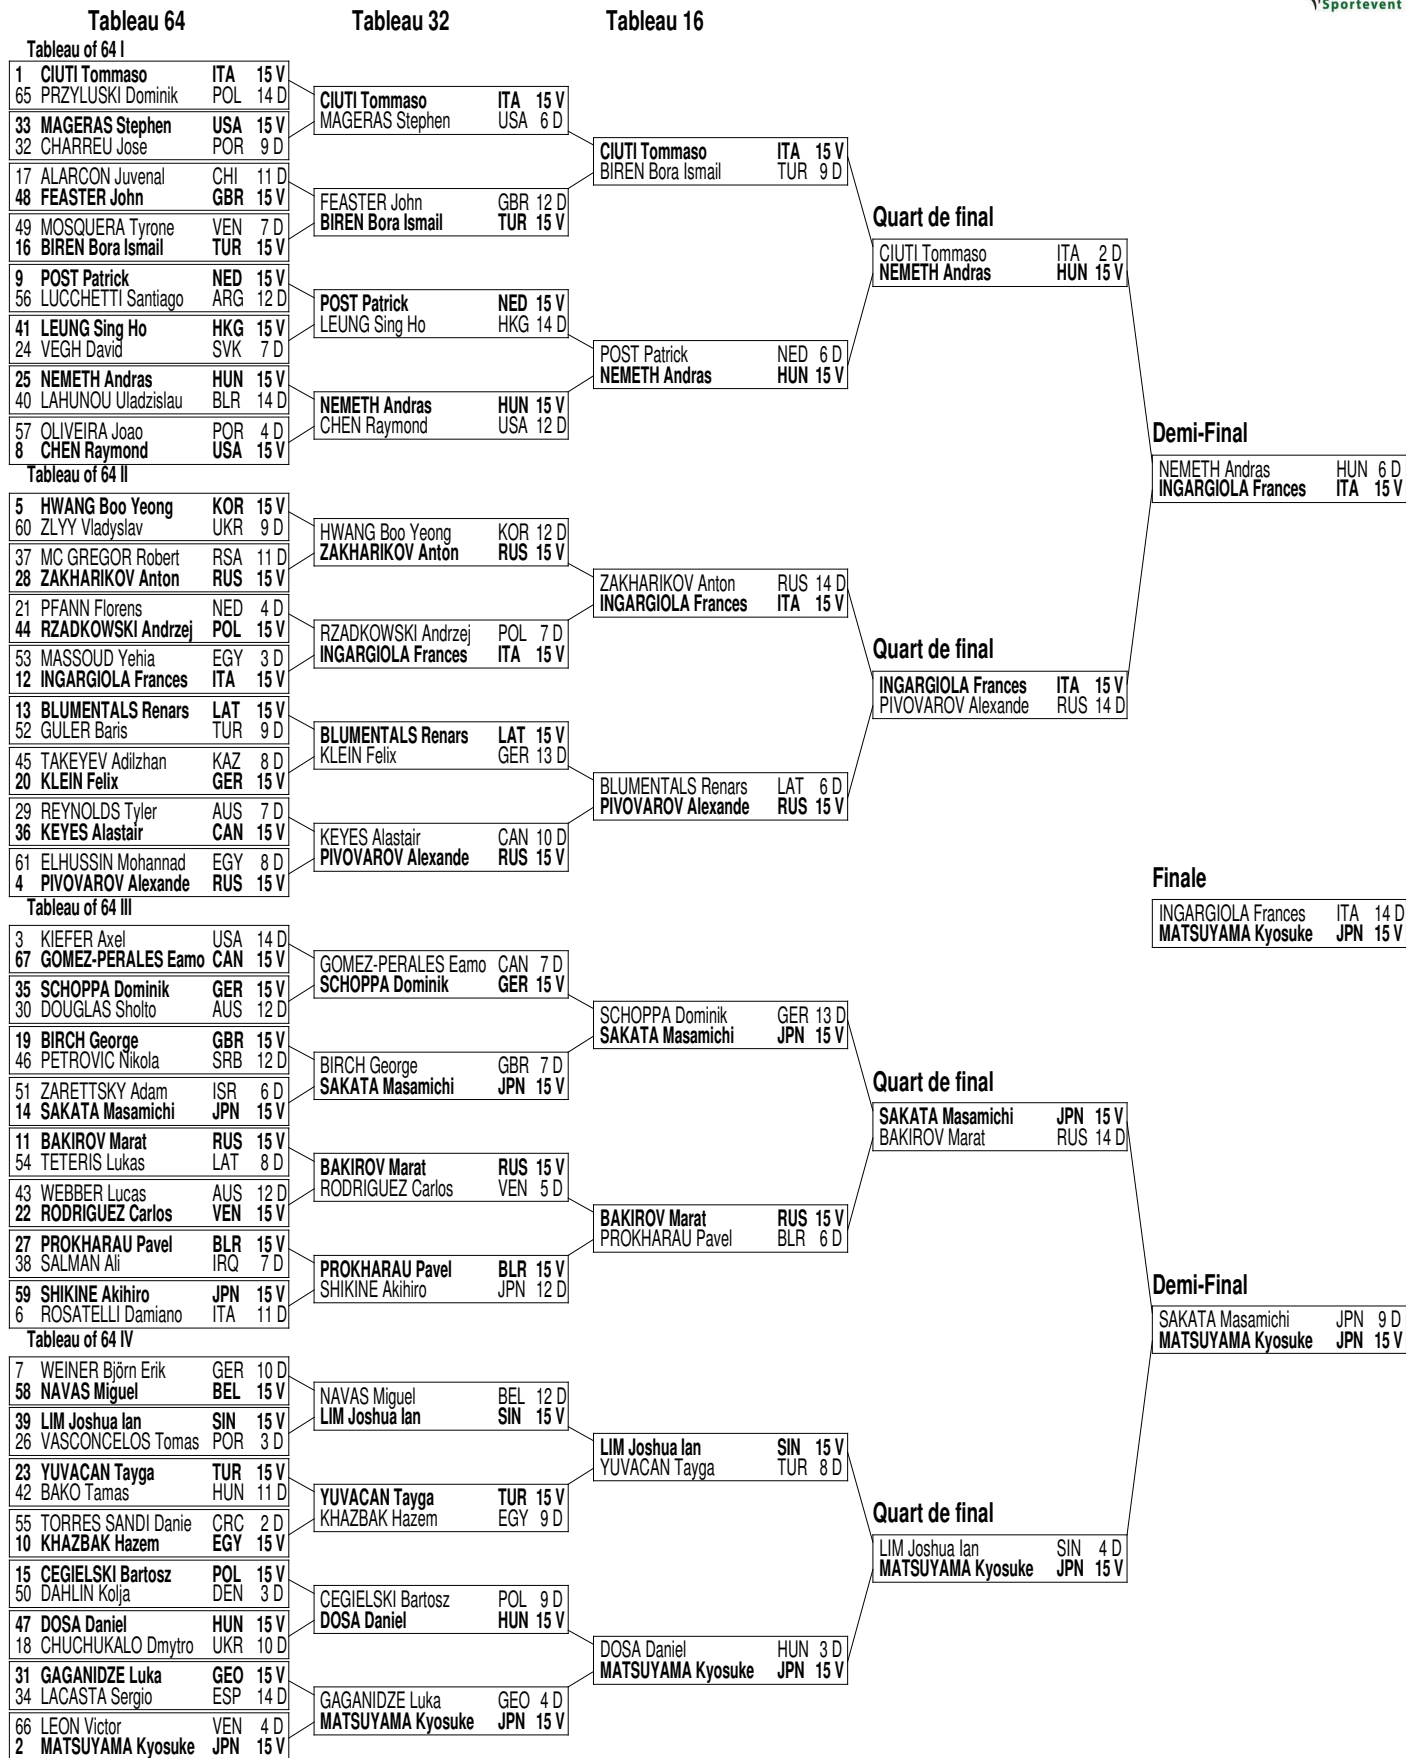 Sportevent
Tableau 64 Tableau 32 Tableau 16
Tableau of 64 I
1 CIUTI Tommaso ITA 15 V
65 PRZYLUSKI Dominik POL 14 D
33 MAGERAS Stephen USA 15 V
32 CHARREU Jose POR 9 D
17 ALARCON Juvenal CHI 11 D
48 FEASTER John GBR 15 V
49 MOSQUERA Tyrone VEN 7 D
16 BIREN Bora Ismail TUR 15 V
9 POST Patrick NED 15 V
56 LUCCHETTI Santiago ARG 12 D
41 LEUNG Sing Ho HKG 15 V
24 VEGH David SVK 7 D
25 NEMETH Andras HUN 15 V
40 LAHUNOU Uladzislau BLR 14 D
57 OLIVEIRA Joao POR 4 D
8 CHEN Raymond USA 15 V
Tableau of 64 II
5 HWANG Boo Yeong KOR 15 V
60 ZLYY Vladyslav UKR 9 D
37 MC GREGOR Robert RSA 11 D
28 ZAKHARIKOV Anton RUS 15 V
21 PFANN Florens NED 4 D
44 RZADKOWSKI Andrzej POL 15 V
53 MASSOUD Yehia EGY 3 D
12 INGARGIOLA Frances ITA 15 V
13 BLUMENTALS Renars LAT 15 V
52 GULER Baris TUR 9 D
45 TAKEYEV Adilzhan KAZ 8 D
20 KLEIN Felix GER 15 V
29 REYNOLDS Tyler AUS 7 D
36 KEYES Alastair CAN 15 V
61 ELHUSSIN Mohannad EGY 8 D
4 PIVOVAROV Alexande RUS 15 V
Tableau of 64 III
3 KIEFER Axel USA 14 D
67 GOMEZ-PERALES Eamo CAN 15 V
35 SCHOPPA Dominik GER 15 V
30 DOUGLAS Sholto AUS 12 D
19 BIRCH George GBR 15 V
46 PETROVIC Nikola SRB 12 D
51 ZARETTSKY Adam ISR 6 D
14 SAKATA Masamichi JPN 15 V
11 BAKIROV Marat RUS 15 V
54 TETERIS Lukas LAT 8 D
43 WEBBER Lucas AUS 12 D
22 RODRIGUEZ Carlos VEN 15 V
27 PROKHARAU Pavel BLR 15 V
38 SALMAN Ali IRQ 7 D
59 SHIKINE Akihiro JPN 15 V
6 ROSATELLI Damiano ITA 11 D
Tableau of 64 IV
7 WEINER Björn Erik GER 10 D
58 NAVAS Miguel BEL 15 V
39 LIM Joshua Ian SIN 15 V
26 VASCONCELOS Tomas POR 3 D
23 YUVACAN Tayga TUR 15 V
42 BAKO Tamas HUN 11 D
55 TORRES SANDI Danie CRC 2 D
10 KHAZBAK Hazem EGY 15 V
15 CEGIELSKI Bartosz POL 15 V
50 DAHLIN Kolja DEN 3 D
47 DOSA Daniel HUN 15 V
18 CHUCHUKALO Dmytro UKR 10 D
31 GAGANIDZE Luka GEO 15 V
34 LACASTA Sergio ESP 14 D
66 LEON Victor VEN 4 D
2 MATSUYAMA Kyosuke JPN 15 V
CIUTI Tommaso ITA 15 V
MAGERAS Stephen USA 6 D
FEASTER John GBR 12 D
BIREN Bora Ismail TUR 15 V
POST Patrick NED 15 V
LEUNG Sing Ho HKG 14 D
NEMETH Andras HUN 15 V
CHEN Raymond USA 12 D
HWANG Boo Yeong KOR 12 D
ZAKHARIKOV Anton RUS 15 V
RZADKOWSKI Andrzej POL 7 D
INGARGIOLA Frances ITA 15 V
BLUMENTALS Renars LAT 15 V
KLEIN Felix GER 13 D
KEYES Alastair CAN 10 D
PIVOVAROV Alexande RUS 15 V
GOMEZ-PERALES Eamo CAN 7 D
SCHOPPA Dominik GER 15 V
BIRCH George GBR 7 D
SAKATA Masamichi JPN 15 V
BAKIROV Marat RUS 15 V
RODRIGUEZ Carlos VEN 5 D
PROKHARAU Pavel BLR 15 V
SHIKINE Akihiro JPN 12 D
NAVAS Miguel BEL 12 D
LIM Joshua Ian SIN 15 V
YUVACAN Tayga TUR 15 V
KHAZBAK Hazem EGY 9 D
CEGIELSKI Bartosz POL 9 D
DOSA Daniel HUN 15 V
GAGANIDZE Luka GEO 4 D
MATSUYAMA Kyosuke JPN 15 V
CIUTI Tommaso ITA 15 V
BIREN Bora Ismail TUR 9 D
POST Patrick NED 6 D
NEMETH Andras HUN 15 V
ZAKHARIKOV Anton RUS 14 D
INGARGIOLA Frances ITA 15 V
BLUMENTALS Renars LAT 6 D
PIVOVAROV Alexande RUS 15 V
SCHOPPA Dominik GER 13 D
SAKATA Masamichi JPN 15 V
BAKIROV Marat RUS 15 V
PROKHARAU Pavel BLR 6 D
LIM Joshua Ian SIN 15 V
YUVACAN Tayga TUR 8 D
DOSA Daniel HUN 3 D
MATSUYAMA Kyosuke JPN 15 V
Quart de final
CIUTI Tommaso ITA 2 D
NEMETH Andras HUN 15 V
Quart de final
INGARGIOLA Frances ITA 15 V
PIVOVAROV Alexande RUS 14 D
Quart de final
SAKATA Masamichi JPN 15 V
BAKIROV Marat RUS 14 D
Quart de final
LIM Joshua Ian SIN 4 D
MATSUYAMA Kyosuke JPN 15 V
Demi-Final
NEMETH Andras HUN 6 D
INGARGIOLA Frances ITA 15 V
Finale
INGARGIOLA Frances ITA 14 D
MATSUYAMA Kyosuke JPN 15 V
Demi-Final
SAKATA Masamichi JPN 9 D
MATSUYAMA Kyosuke JPN 15 V